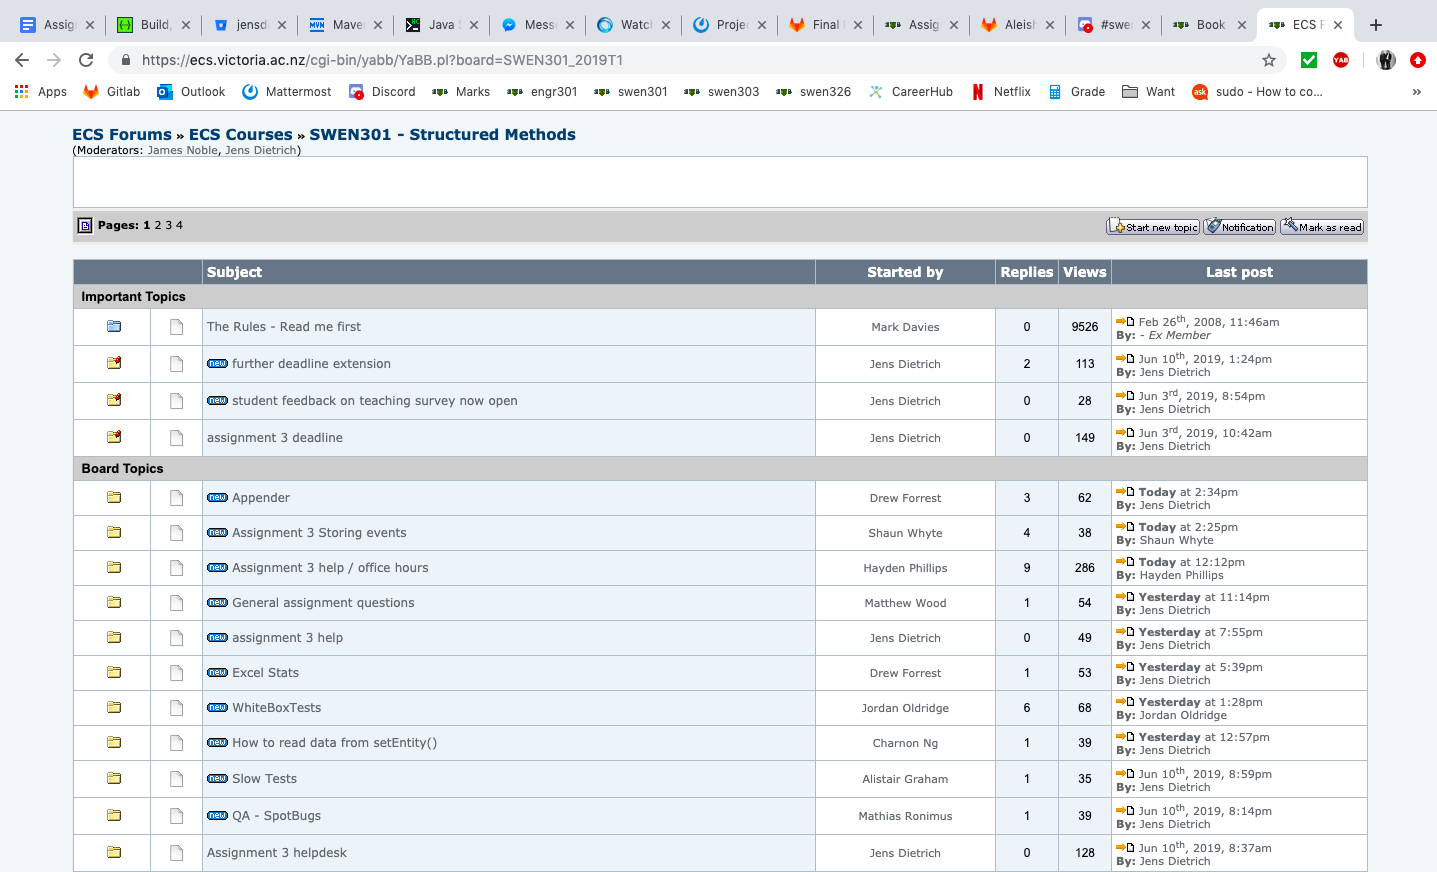 Assig
Build,
jensdi
Maven
Java S
Mess
Watch
Projec
Final
Assig
Aleish
#swe
Book
ECS F
https://ecs.victoria.ac.nz/cgi-bin/yabb/YaBB.pl?board=SWEN301_2019T1
YAB
Apps Gitlab Outlook Mattermost Discord Marks engr301 swen301 swen303 swen326 CareerHub Netflix Grade Want ask sudo - How to co... »
ECS Forums » ECS Courses » SWEN301 - Structured Methods
(Moderators: James Noble, Jens Dietrich)
Pages: 1 2 3 4 Start new topic Notification Mark as read
Subject Started by Replies Views Last post
Important Topics
The Rules - Read me first Mark Davies 0 9526 Feb 26th, 2008, 11:46am
By: - Ex Member
new further deadline extension Jens Dietrich 2 113 Jun 10th, 2019, 1:24pm
By: Jens Dietrich
new student feedback on teaching survey now open Jens Dietrich 0 28 Jun 3rd, 2019, 8:54pm
By: Jens Dietrich
assignment 3 deadline Jens Dietrich 0 149 Jun 3rd, 2019, 10:42am
By: Jens Dietrich
Board Topics
new Appender Drew Forrest 3 62 Today at 2:34pm
By: Jens Dietrich
new Assignment 3 Storing events Shaun Whyte 4 38 Today at 2:25pm
By: Shaun Whyte
new Assignment 3 help / office hours Hayden Phillips 9 286 Today at 12:12pm
By: Hayden Phillips
new General assignment questions Matthew Wood 1 54 Yesterday at 11:14pm
By: Jens Dietrich
new assignment 3 help Jens Dietrich 0 49 Yesterday at 7:55pm
By: Jens Dietrich
new Excel Stats Drew Forrest 1 53 Yesterday at 5:39pm
By: Jens Dietrich
new WhiteBoxTests Jordan Oldridge 6 68 Yesterday at 1:28pm
By: Jordan Oldridge
new How to read data from setEntity() Charnon Ng 1 39 Yesterday at 12:57pm
By: Jens Dietrich
new Slow Tests Alistair Graham 1 35 Jun 10th, 2019, 8:59pm
By: Jens Dietrich
new QA - SpotBugs Mathias Ronimus 1 39 Jun 10th, 2019, 8:14pm
By: Jens Dietrich
Assignment 3 helpdesk Jens Dietrich 0 128 Jun 10th, 2019, 8:37am
By: Jens Dietrich